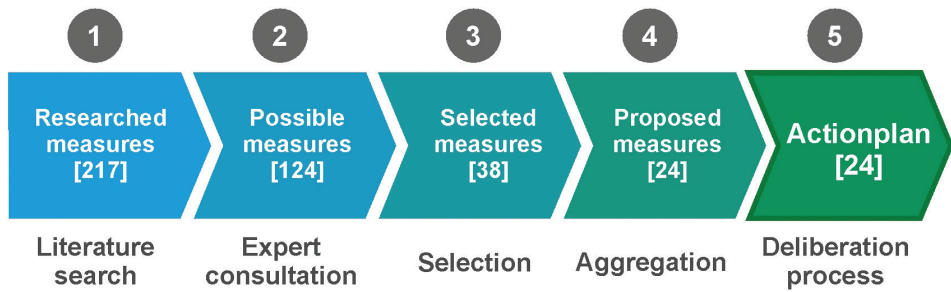 1
2
3
4
5
Researched
measures
[217]
Possible
measures
[124]
Selected
measures
[38]
Proposed
measures
[24]
Actionplan
[24]
Literature
search
Expert
consultation
Selection
Aggregation
Deliberation
process